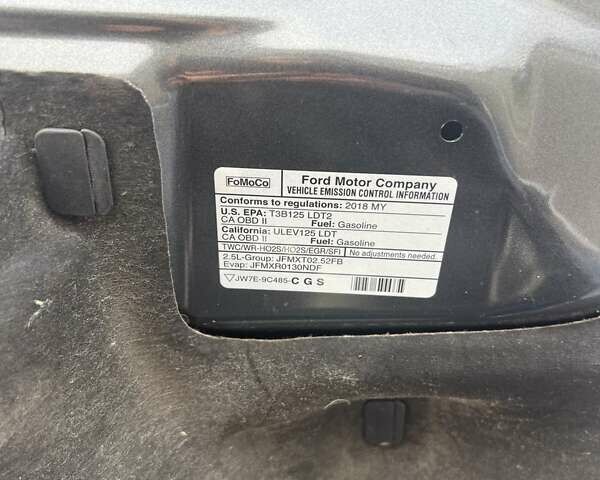 FoMoCo
Ford Motor Company
VEHICLE EMISSION CONTROL INFORMATION
Conforms to regulations: 2018 MY
U.S. EPA: T3B125 LDT2
CA OBD II Fuel: Gasoline
California: ULEV125 LDT
CA OBD II Fuel: Gasoline
TWC/WR-HO2S/HO2S/EGR/SFI No adjustments needed.
2.5L-Group: JFMXT02.52FB
Evap: JFMXR0130NDF
JW7E-9C485-C G S